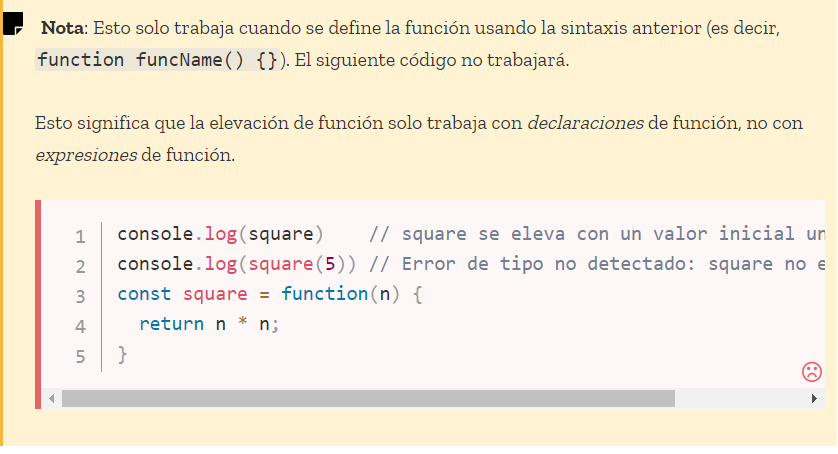 Nota: Esto solo trabaja cuando se define la función usando la sintaxis anterior (es decir,
function funcName() {}). El siguiente código no trabajará.
Esto significa que la elevación de función solo trabaja con declaraciones de función, no con
expresiones de función.
1 console.log(square)    // square se eleva con un valor inicial un
2 console.log(square(5)) // Error de tipo no detectado: square no e
3 const square = function(n) {
4   return n * n;
5 }